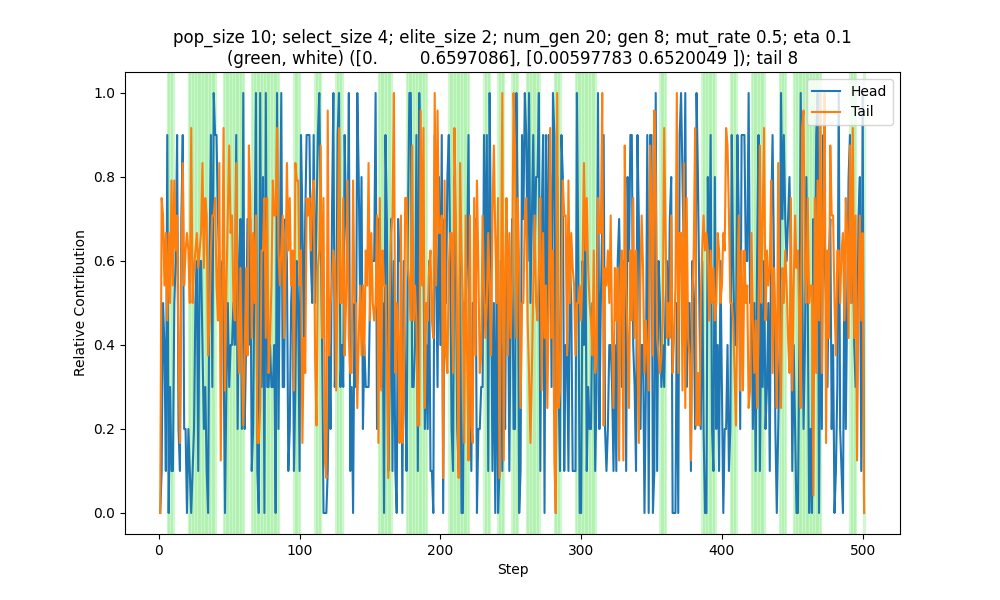 pop_size 10; select_size 4; elite_size 2; num_gen 20; gen 8; mut_rate 0.5; eta 0.1
(green, white) ([0.        0.6597086], [0.00597783 0.6520049 ]); tail 8
Head
Tail
Relative Contribution
1.0
0.8
0.6
0.4
0.2
0.0
0 100 200 300 400 500
Step